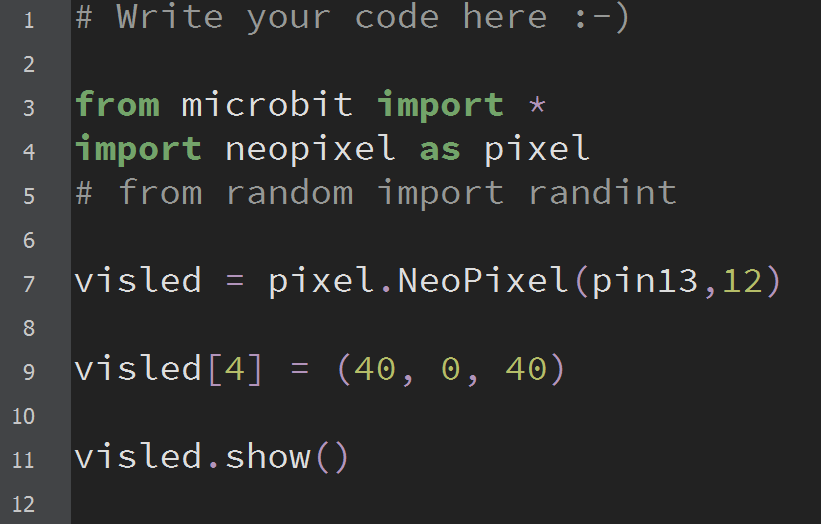 1 # Write your code here :-)
2
3 from microbit import *
4 import neopixel as pixel
5 # from random import randint
6
7 visled = pixel.NeoPixel(pin13,12)
8
9 visled[4] = (40, 0, 40)
10
11 visled.show()
12